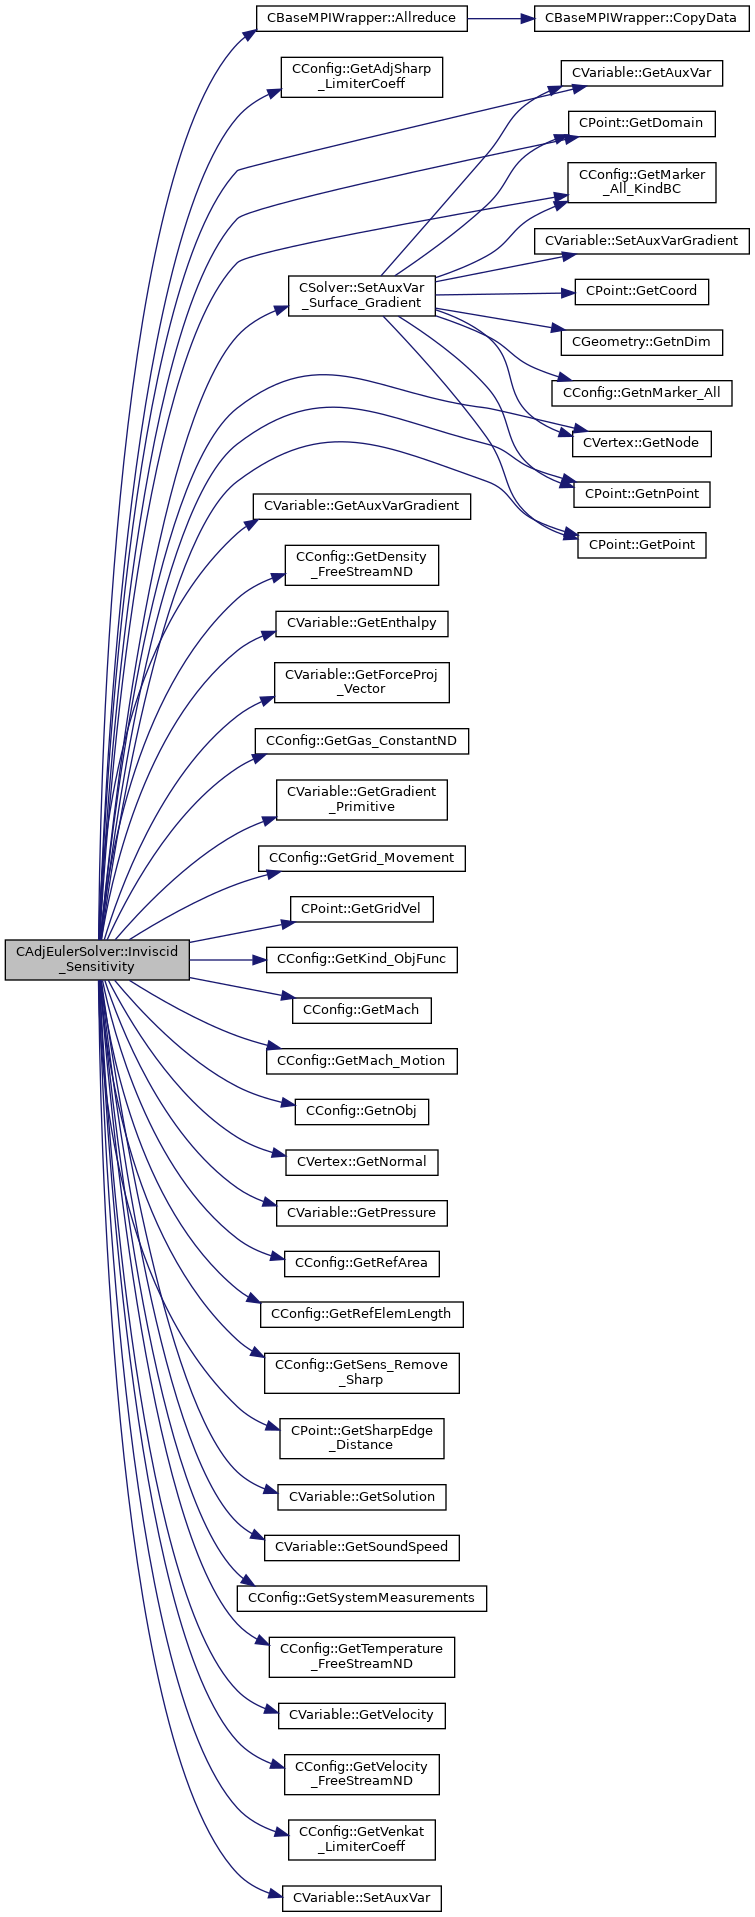 CBaseMPIWrapper::Allreduce
CBaseMPIWrapper::CopyData
CConfig::GetAdjSharp
_LimiterCoeff
CVariable::GetAuxVar
CPoint::GetDomain
CConfig::GetMarker
_All_KindBC
CVariable::SetAuxVarGradient
CSolver::SetAuxVar
_Surface_Gradient
CPoint::GetCoord
CGeometry::GetnDim
CConfig::GetnMarker_All
CVertex::GetNode
CPoint::GetnPoint
CPoint::GetPoint
CVariable::GetAuxVarGradient
CConfig::GetDensity
_FreeStreamND
CVariable::GetEnthalpy
CVariable::GetForceProj
_Vector
CConfig::GetGas_ConstantND
CVariable::GetGradient
_Primitive
CConfig::GetGrid_Movement
CPoint::GetGridVel
CAdjEulerSolver::Inviscid
_Sensitivity
CConfig::GetKind_ObjFunc
CConfig::GetMach
CConfig::GetMach_Motion
CConfig::GetnObj
CVertex::GetNormal
CVariable::GetPressure
CConfig::GetRefArea
CConfig::GetRefElemLength
CConfig::GetSens_Remove
_Sharp
CPoint::GetSharpEdge
_Distance
CVariable::GetSolution
CVariable::GetSoundSpeed
CConfig::GetSystemMeasurements
CConfig::GetTemperature
_FreeStreamND
CVariable::GetVelocity
CConfig::GetVelocity
_FreeStreamND
CConfig::GetVenkat
_LimiterCoeff
CVariable::SetAuxVar